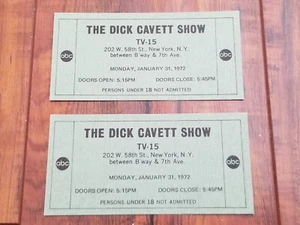 THE DICK CAVETT SHOW
TV-15
202 W. 58th St., New York, N.Y.
between B'way & 7th Ave.
abc
MONDAY, JANUARY 31, 1972
DOORS OPEN: 5:15PM DOORS CLOSE: 5:45PM
PERSONS UNDER 18 NOT ADMITTED
THE DICK CAVETT SHOW
TV-15
202 W. 58th St., New York, N.Y.
between B'way & 7th Ave.
abc
MONDAY, JANUARY 31, 1972
DOORS OPEN: 5:15PM DOORS CLOSE: 5:45PM
PERSONS UNDER 18 NOT ADMITTED